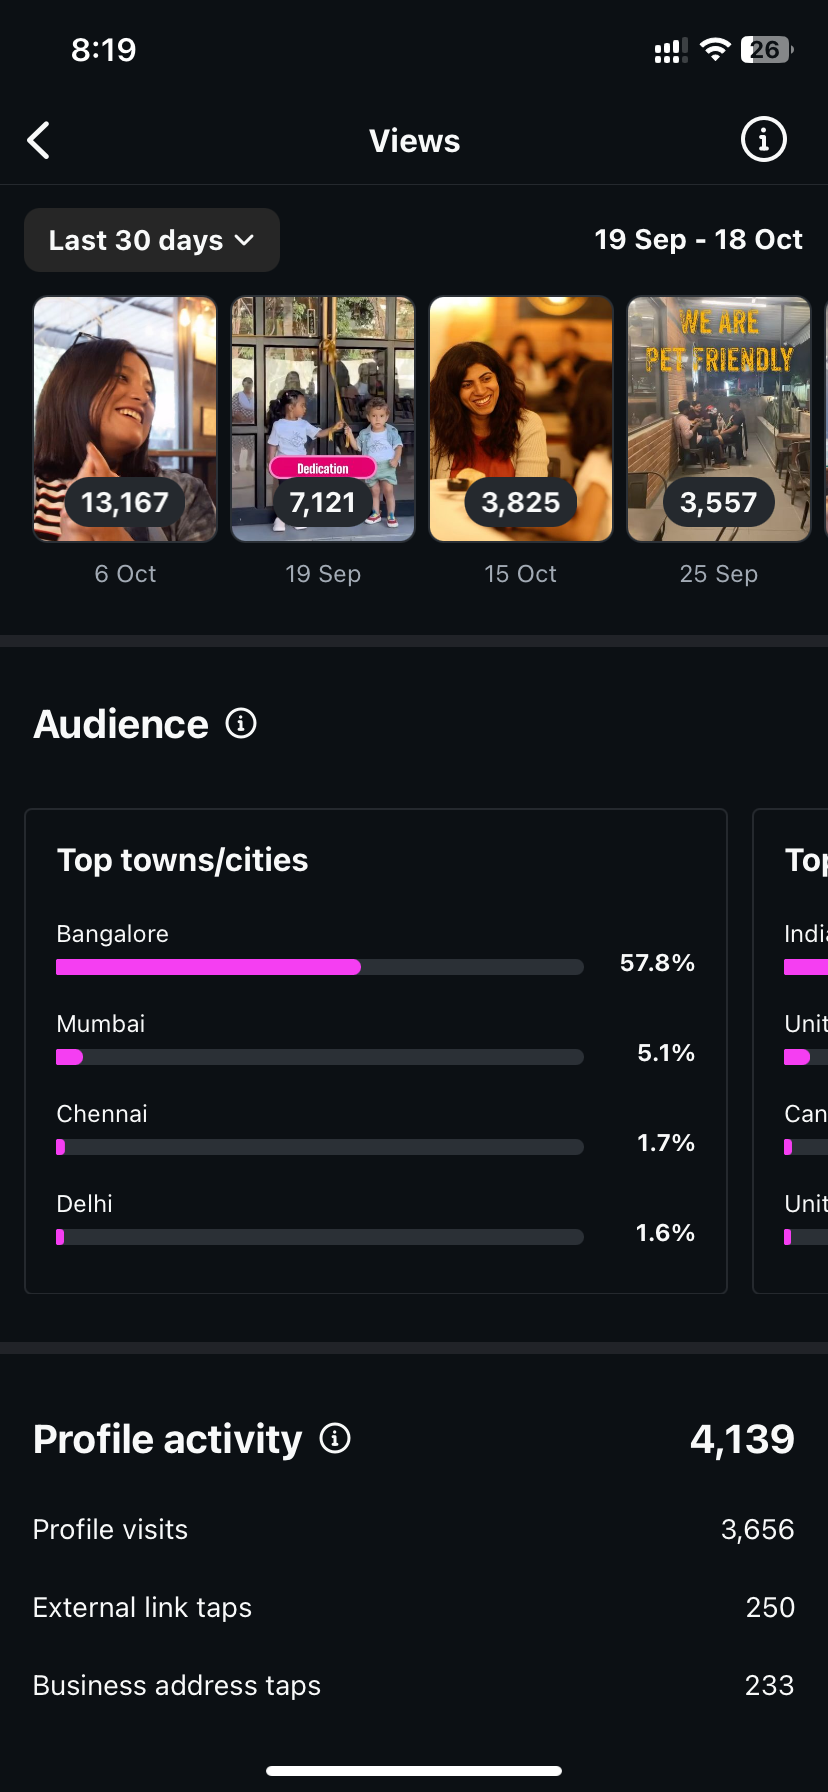 8:19
26
Views
Last 30 days
19 Sep - 18 Oct
WE ARE
PET FRIENDLY
Dedication
13,167
7,121
3,825
3,557
6 Oct
19 Sep
15 Oct
25 Sep
Audience
Top towns/cities
Top
Bangalore
57.8%
India
Mumbai
5.1%
Unit
Chennai
1.7%
Can
Delhi
1.6%
Unit
Profile activity
4,139
Profile visits
3,656
External link taps
250
Business address taps
233